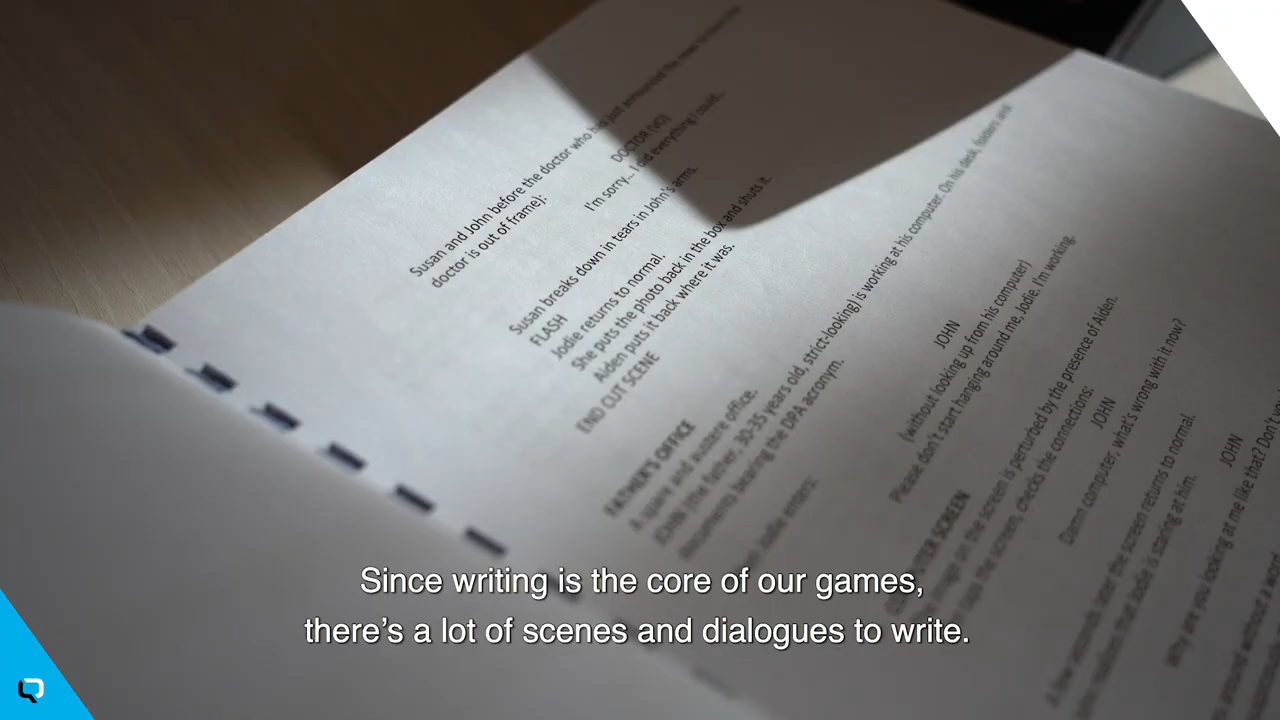 Susan and John before the doctor who has just announced the news to them (the
doctor is out of frame):
DOCTOR (VO)
I'm sorry... I did everything I could...
Susan breaks down in tears in John's arms.
FLASH
Jodie returns to normal.
She puts the photo back in the box and shuts it.
Aiden puts it back where it was.
END CUT SCENE
FATHER'S OFFICE
A spare and austere office.
JOHN (the father, 30-35 years old, strict-looking) is working at his computer. On his desk, folders and
documents bearing the DPA acronym.
Jodie enters:
JOHN
(without looking up from his computer)
Please don't start hanging around me, Jodie. I'm working.
SCREEN
image on the screen is perturbed by the presence of Aiden.
taps the screen, checks the connections:
JOHN
Damn computer, what's wrong with it now?
A few seconds later the screen returns to normal.
realizes that Jodie is staring at him.
JOHN
Why are you looking at me like that? Don't
around without a word
Since writing is the core of our games,
there's a lot of scenes and dialogues to write.